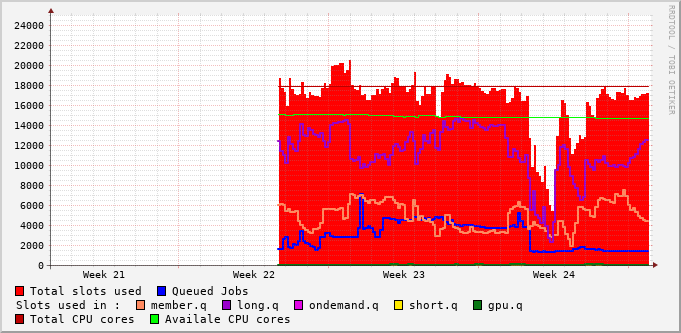 RRDTOOL / TOBI OETIKER
24000
22000
20000
18000
16000
14000
12000
10000
8000
6000
4000
2000
0
Week 21 Week 22 Week 23 Week 24
Total slots used Queued Jobs
Slots used in : member.q long.q ondemand.q short.q gpu.q
Total CPU cores Availale CPU cores